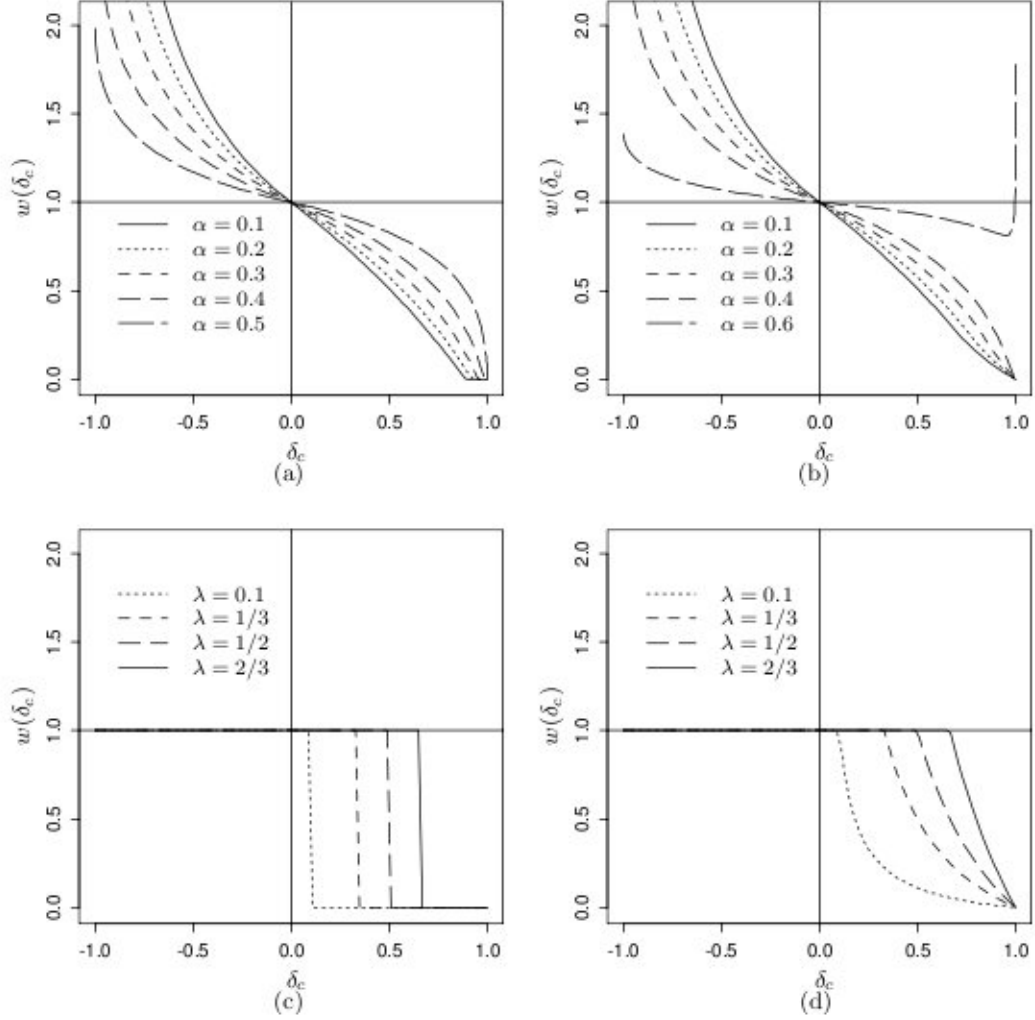 2.0
1.5
1.0
0.5
0.0
w(δc)
α = 0.1
α = 0.2
α = 0.3
α = 0.4
α = 0.5
-1.0 -0.5 0.0 0.5 1.0
δc
(a)
2.0
1.5
1.0
0.5
0.0
w(δc)
α = 0.1
α = 0.2
α = 0.3
α = 0.4
α = 0.6
-1.0 -0.5 0.0 0.5 1.0
δc
(b)
2.0
1.5
1.0
0.5
0.0
w(δc)
λ = 0.1
λ = 1/3
λ = 1/2
λ = 2/3
-1.0 -0.5 0.0 0.5 1.0
δc
(c)
2.0
1.5
1.0
0.5
0.0
w(δc)
λ = 0.1
λ = 1/3
λ = 1/2
λ = 2/3
-1.0 -0.5 0.0 0.5 1.0
δc
(d)